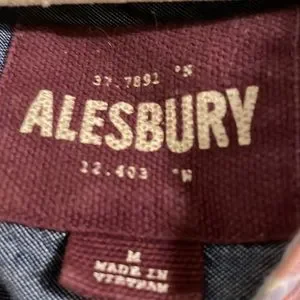 37.7892 °N
ALESBURY
12.403 °W
M
MADE IN
VIETNAM